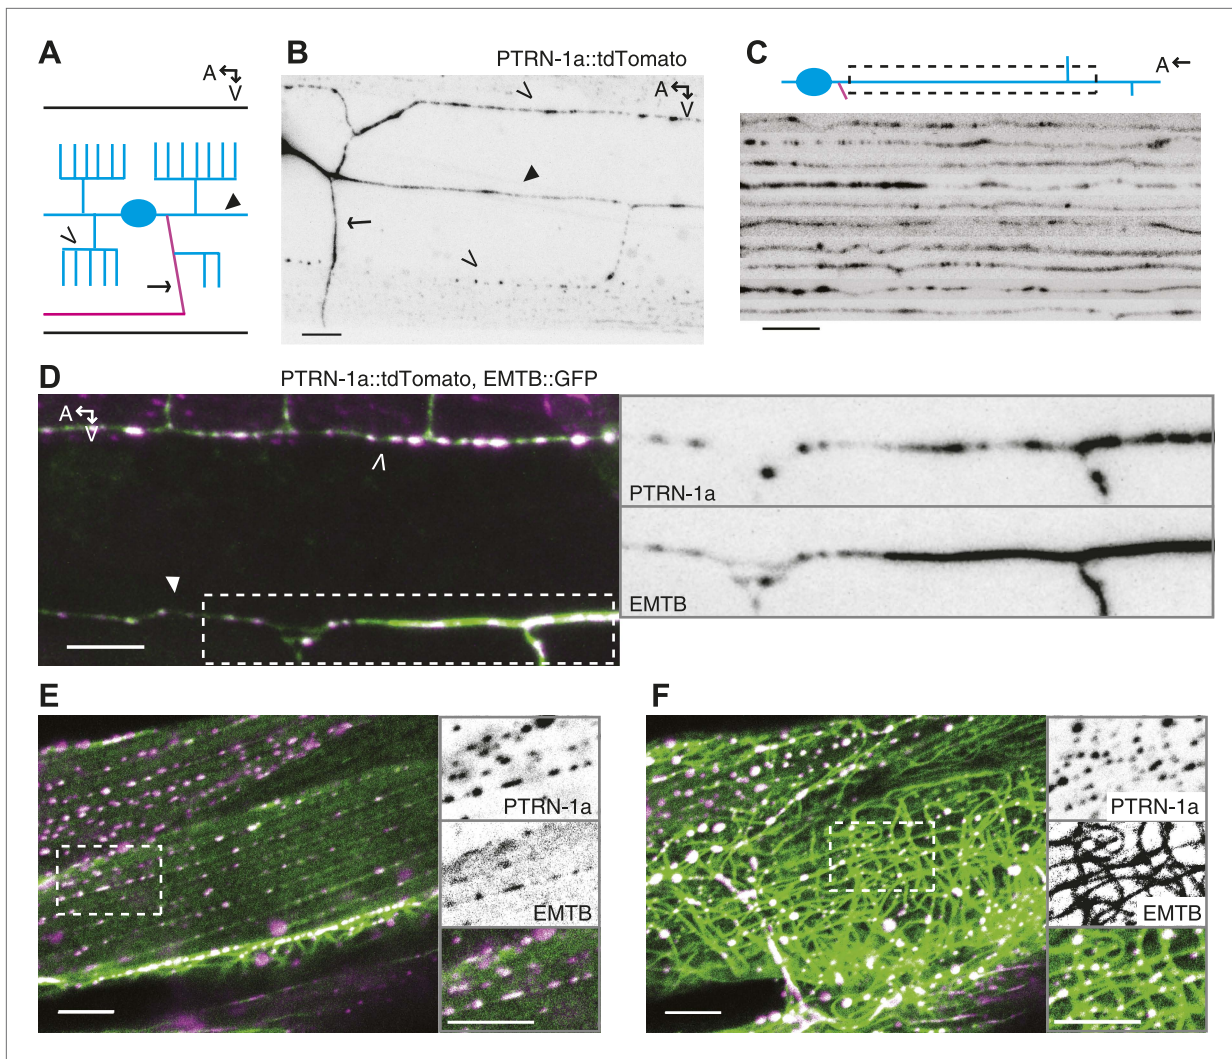 A
A
V
B
PTRN-1a::tdTomato
A
V
C
A
D
PTRN-1a::tdTomato, EMTB::GFP
A
V
PTRN-1a
EMTB
E
PTRN-1a
EMTB
F
PTRN-1a
EMTB